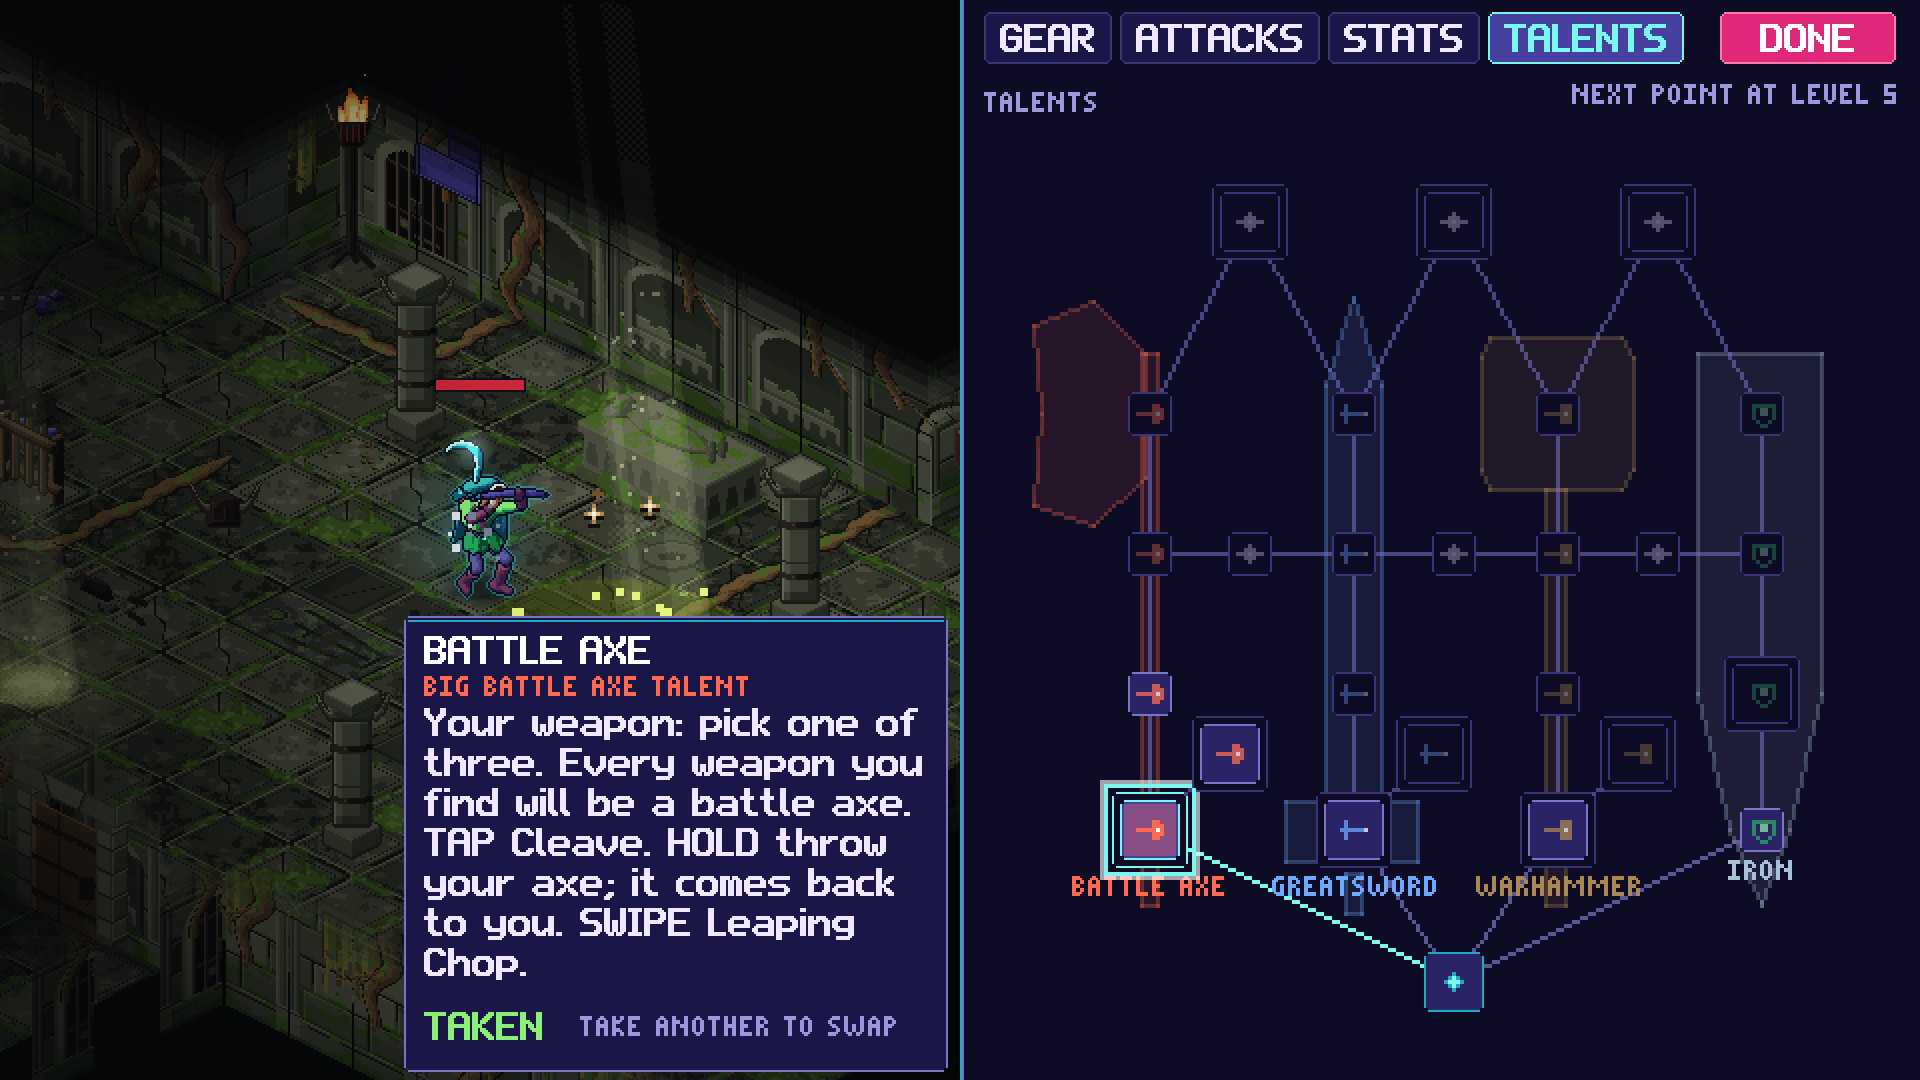 GEAR
ATTACKS
STATS
TALENTS
DONE
TALENTS
NEXT POINT AT LEVEL 5
BATTLE AXE
BIG BATTLE AXE TALENT
Your weapon: pick one of
three. Every weapon you
find will be a battle axe.
TAP Cleave. HOLD throw
your axe; it comes back
to you. SWIPE Leaping
Chop.
TAKEN
TAKE ANOTHER TO SWAP
BATTLE AXE
GREATSWORD
WARHAMMER
IRON